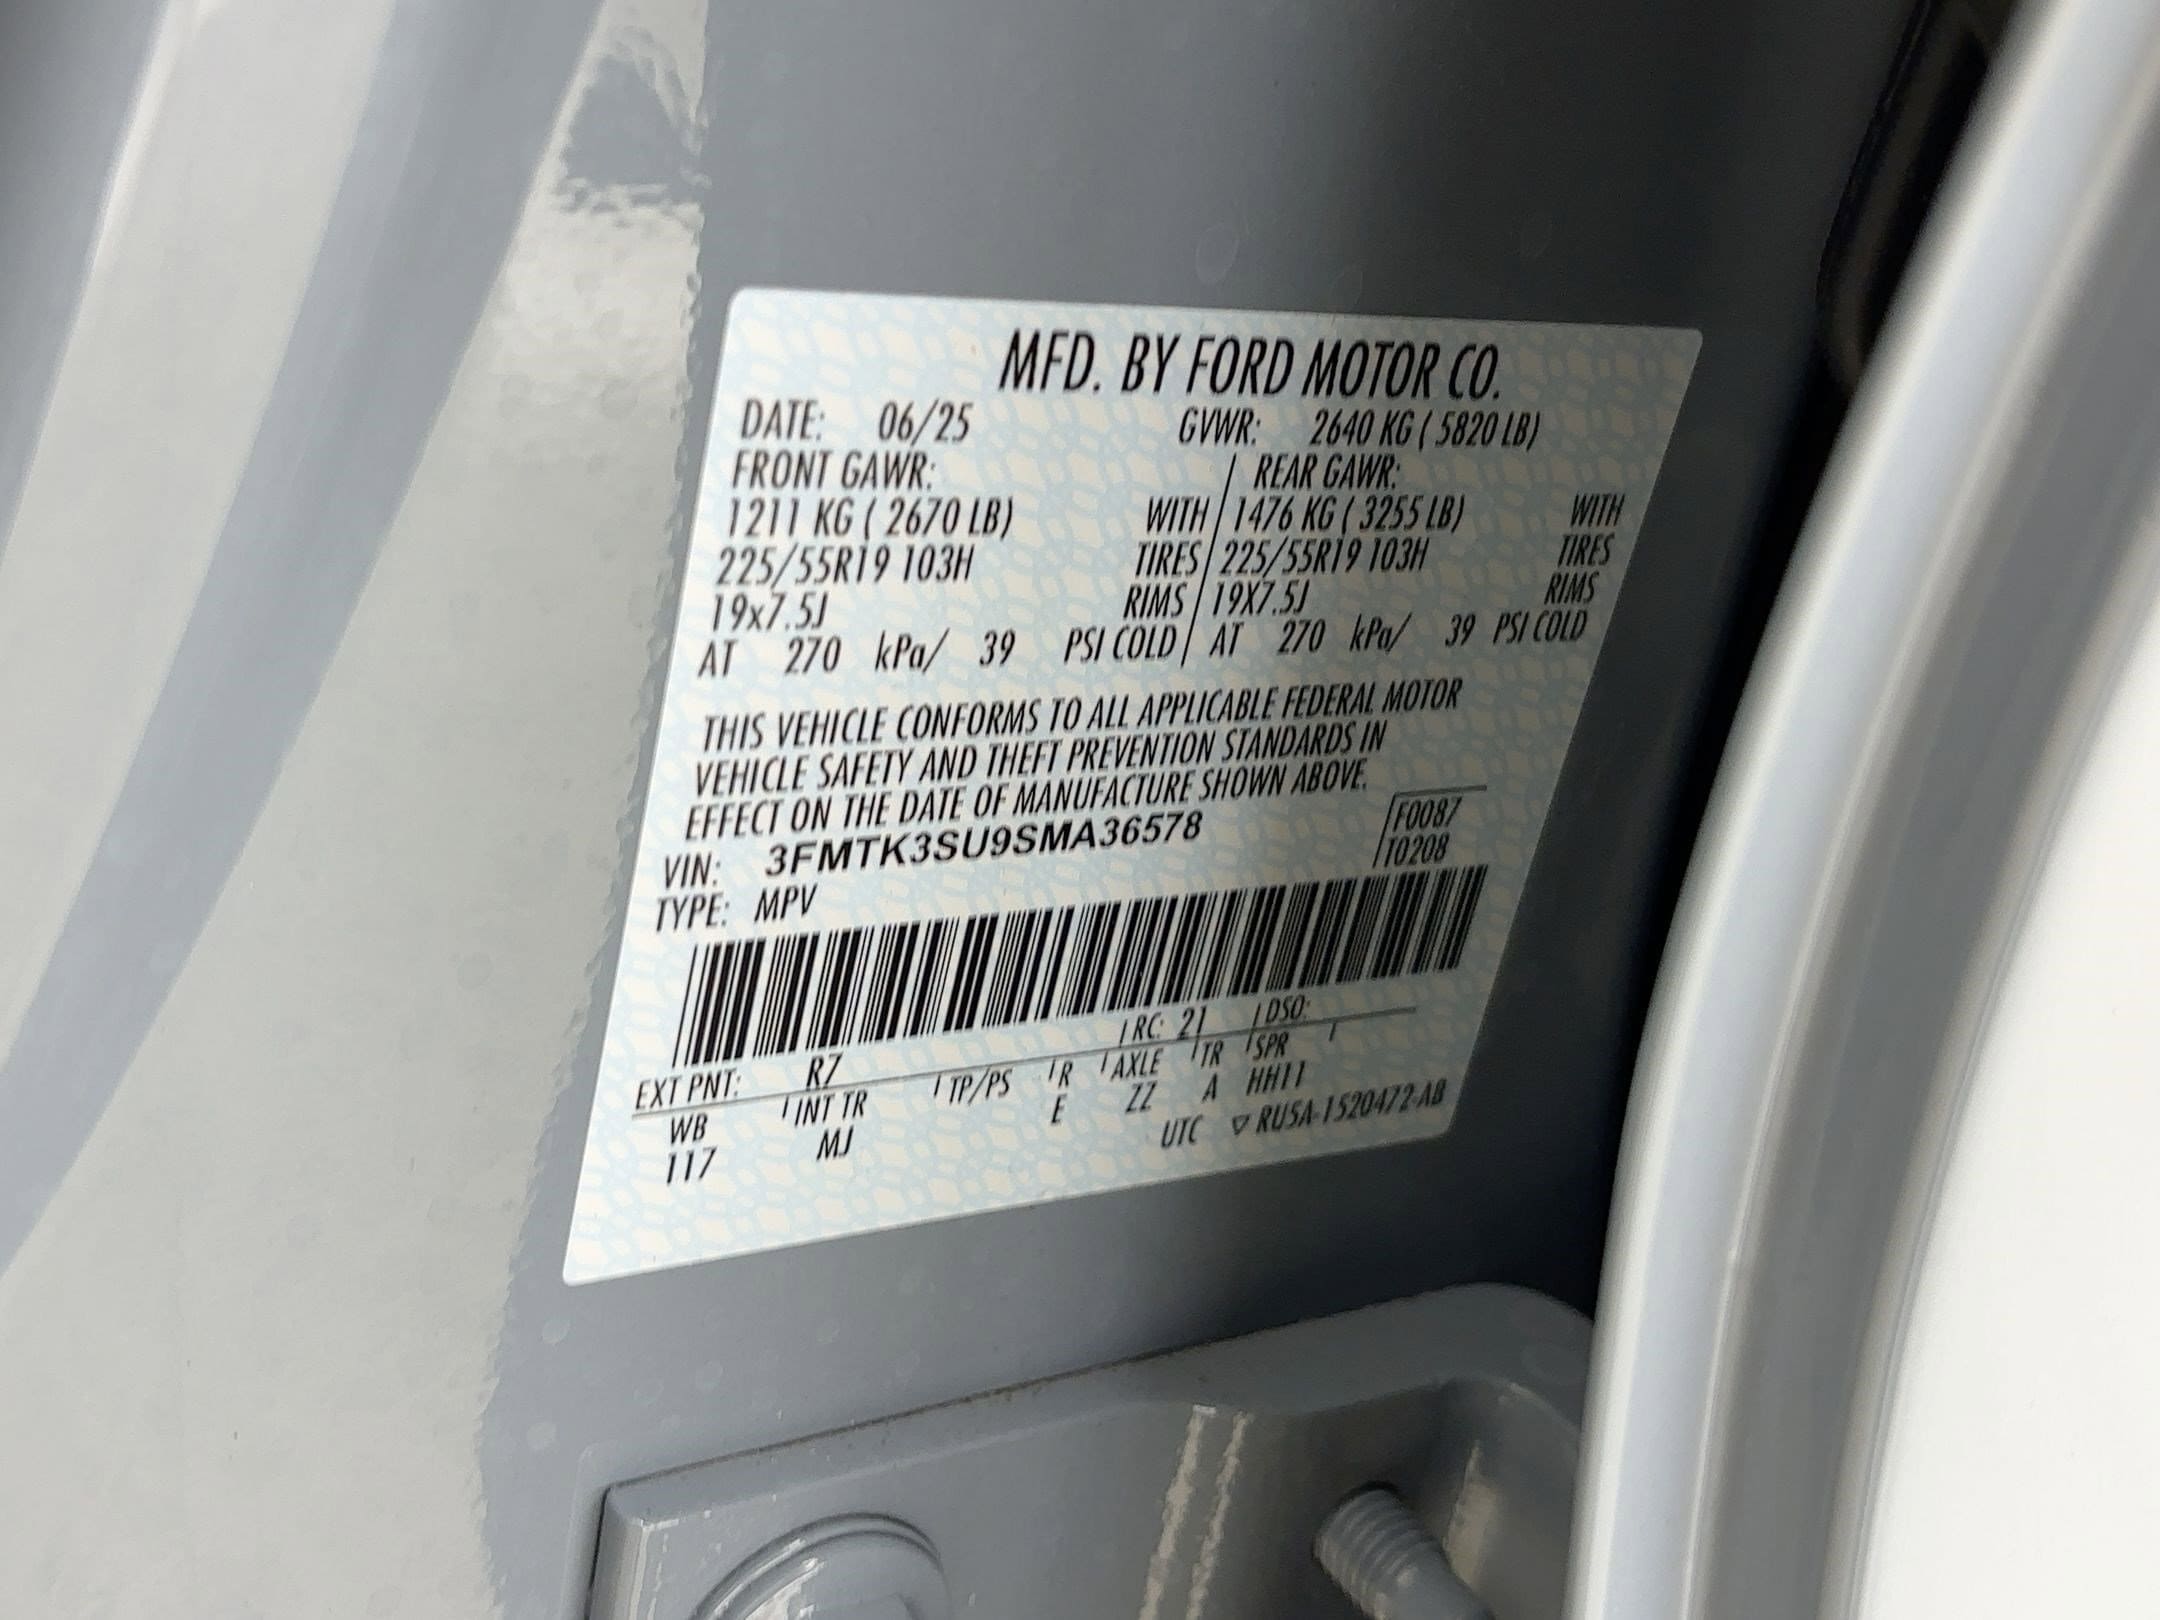 MFD. BY FORD MOTOR CO.
DATE: 06/25 GVWR: 2640 KG ( 5820 LB)
FRONT GAWR: REAR GAWR:
1211 KG ( 2670 LB) WITH 1476 KG ( 3255 LB) WITH
225/55R19 103H TIRES 225/55R19 103H TIRES
19x7.5J RIMS 19X7.5J RIMS
AT 270 kPa/ 39 PSI COLD AT 270 kPa/ 39 PSI COLD
THIS VEHICLE CONFORMS TO ALL APPLICABLE FEDERAL MOTOR
VEHICLE SAFETY AND THEFT PREVENTION STANDARDS IN
EFFECT ON THE DATE OF MANUFACTURE SHOWN ABOVE.
VIN: 3FMTK3SU9SMA36578 F0087
TYPE: MPV T0208
EXT PNT: R7 RC: 21 DSO:
WB INT TR TP/PS R AXLE TR SPR
117 MJ E ZZ A HH11
UTC ▽ RU5A-1520472-AB